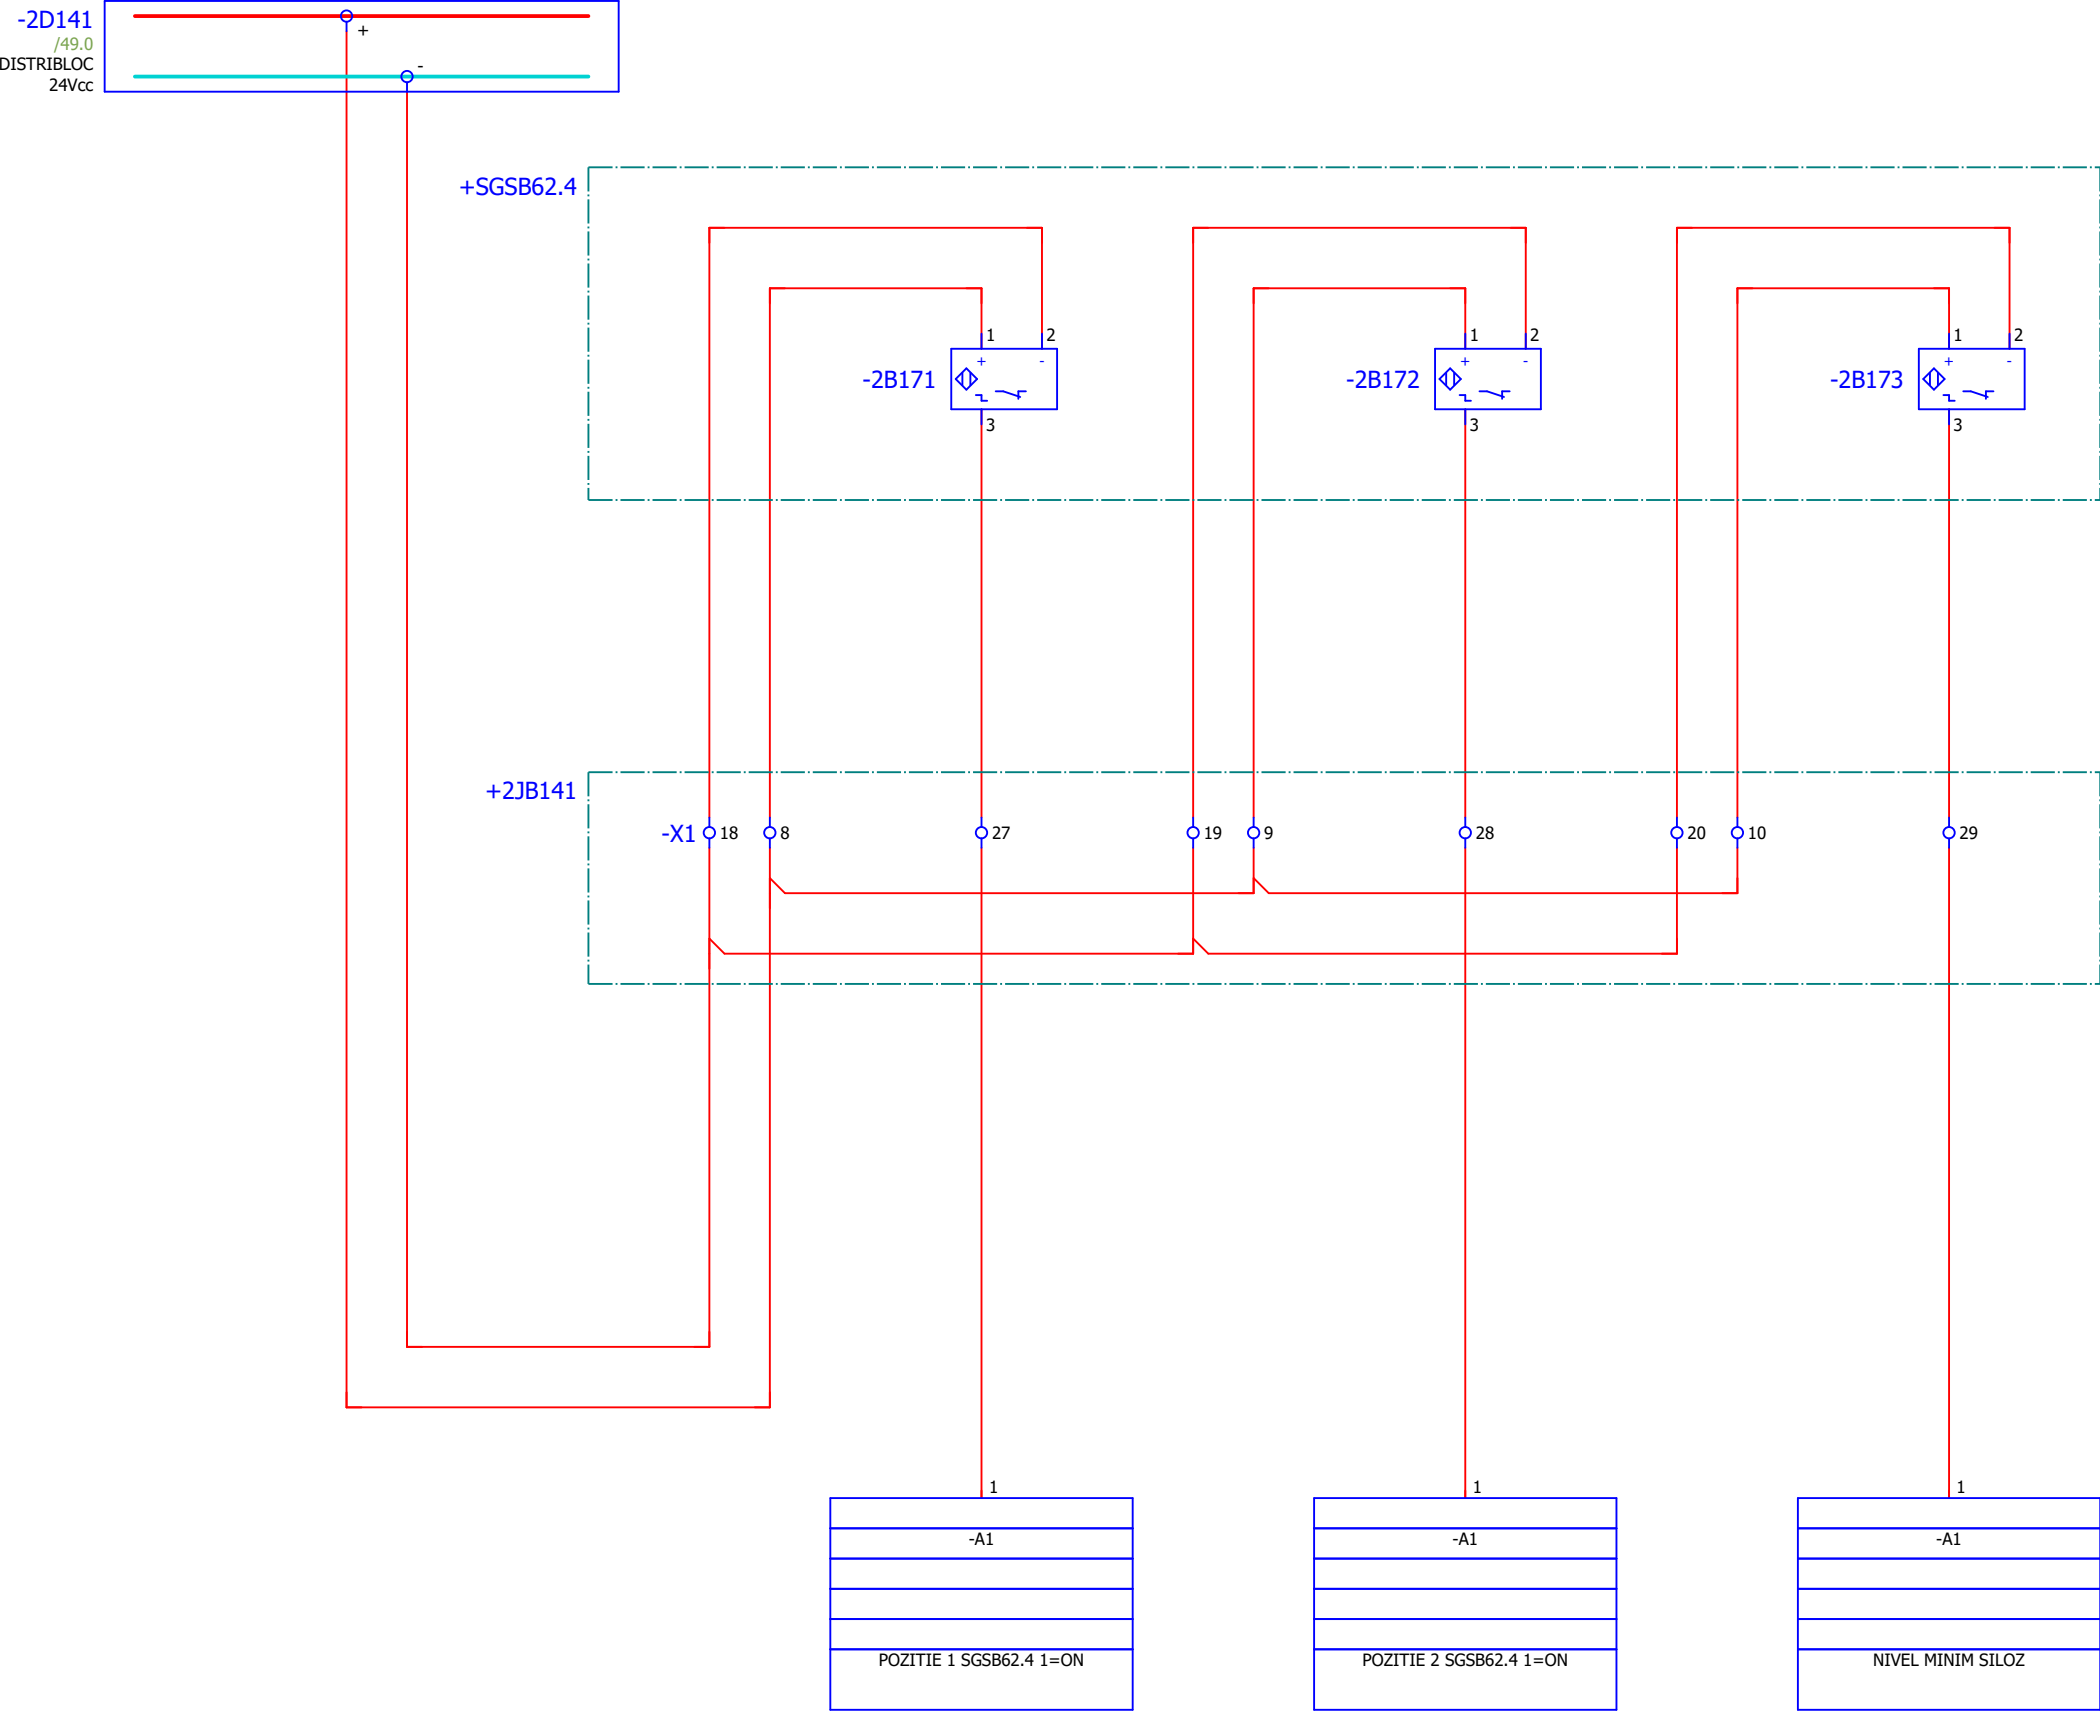 -2D141
/49.0
DISTRIBLOC
24Vcc
+
-
+SGSB62.4
1 2
+ -
-2B171
3
1 2
+ -
-2B172
3
1 2
+ -
-2B173
3
+2JB141
-X1 18 8 27 19 9 28 20 10 29
1
-A1
POZITIE 1 SGSB62.4 1=ON
1
-A1
POZITIE 2 SGSB62.4 1=ON
1
-A1
NIVEL MINIM SILOZ